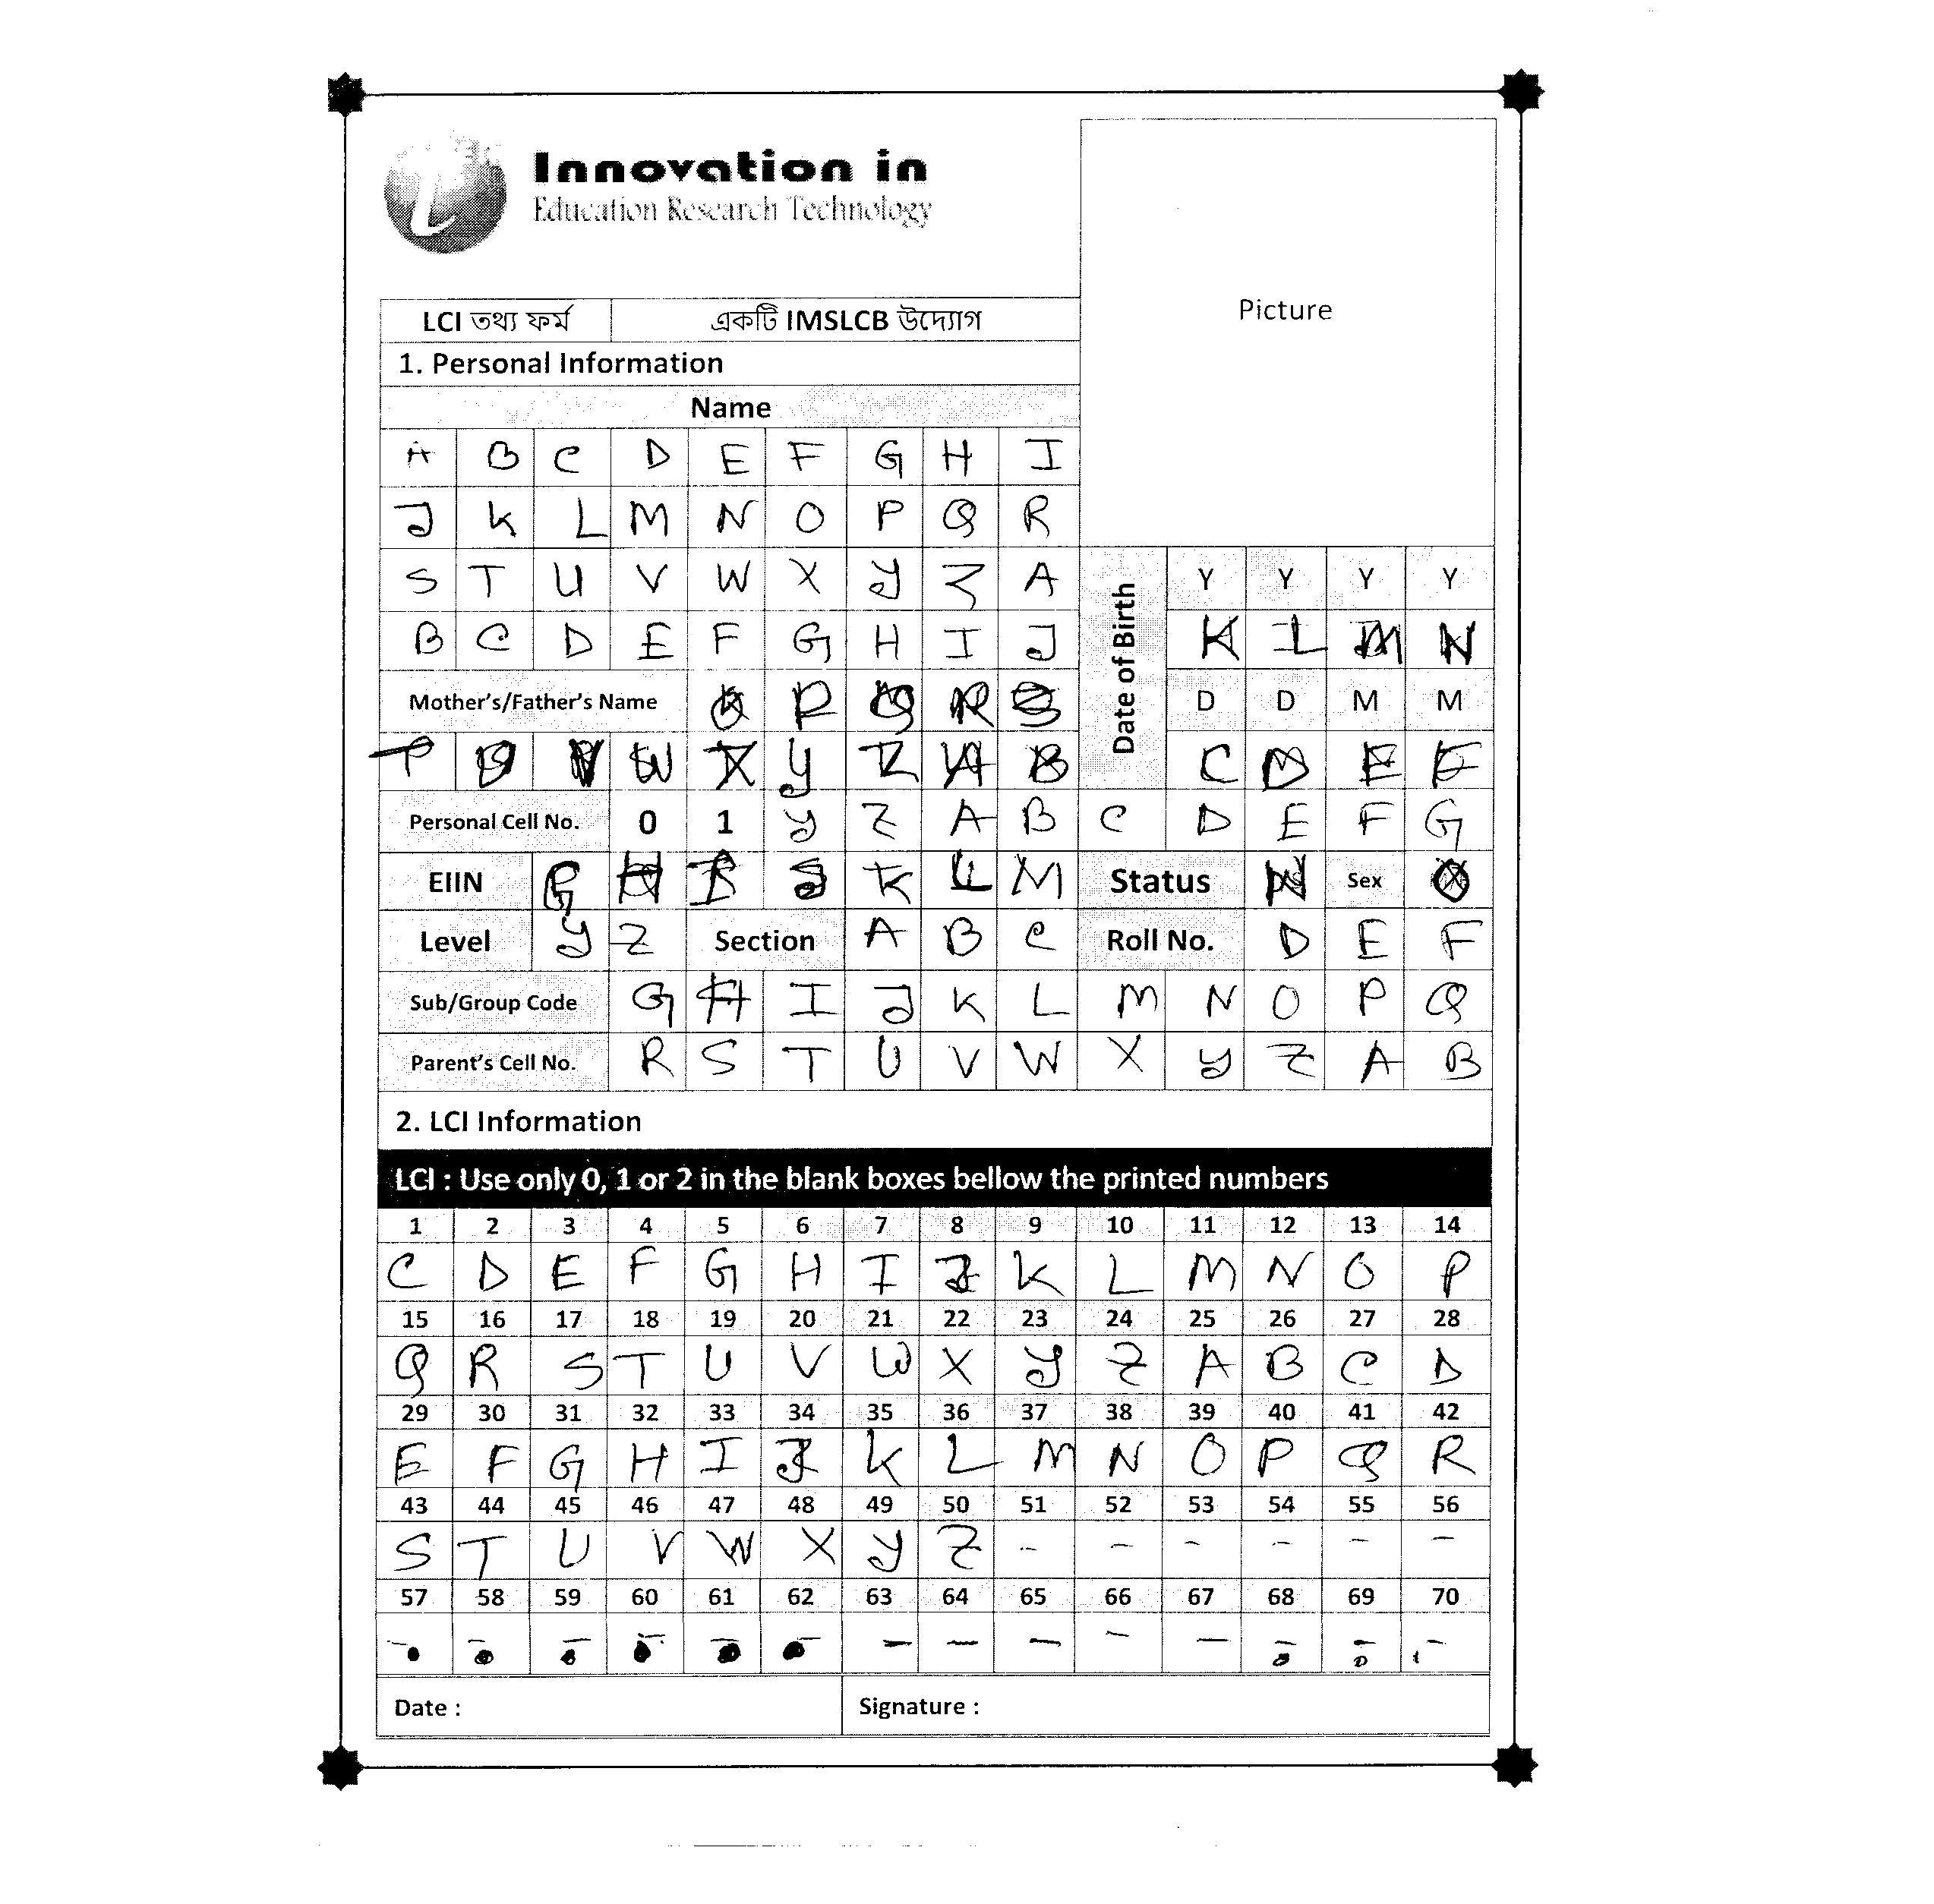 Innovation in
Education Research Technology
Picture
LCI তথ্য ফর্ম একটি IMSLCB উদ্যোগ
1. Personal Information
Name
A B C D E F G H I
J K L M N O P Q R
S T U V W X Y Z A
B C D E F G H I J
Date of Birth
Y Y Y Y
K L M N
D D M M
C D E F
Mother's/Father's Name P R
T W X Y Z A B
Personal Cell No. 0 1 Y Z A B C D E F G
EIIN G H I J K L M Status N Sex
Level Y Z Section A B C Roll No. D E F
Sub/Group Code G H I J K L M N O P Q
Parent's Cell No. R S T U V W X Y Z A B
2. LCI Information
LCI : Use only 0, 1 or 2 in the blank boxes bellow the printed numbers
1 2 3 4 5 6 7 8 9 10 11 12 13 14
C D E F G H I J K L M N O P
15 16 17 18 19 20 21 22 23 24 25 26 27 28
Q R S T U V W X Y Z A B C D
29 30 31 32 33 34 35 36 37 38 39 40 41 42
E F G H I J K L M N O P Q R
43 44 45 46 47 48 49 50 51 52 53 54 55 56
S T U V W X Y Z - - - - - -
57 58 59 60 61 62 63 64 65 66 67 68 69 70
- - - - - - - - - - - - - -
Date :
Signature :